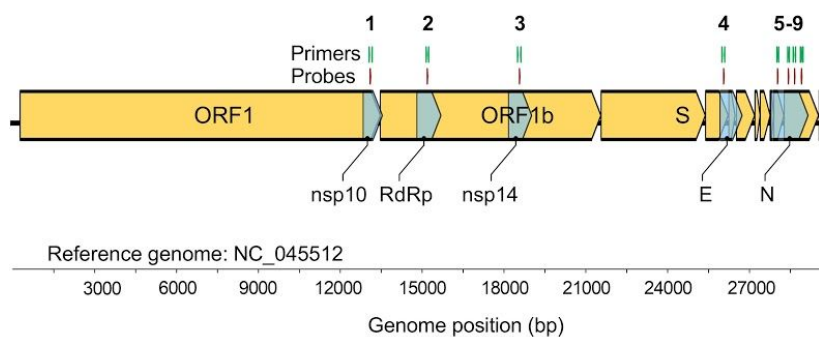 1 2 3 4 5-9
Primers
Probes
ORF1 ORF1b S
nsp10 RdRp nsp14 E N
Reference genome: NC_045512
3000 6000 9000 12000 15000 18000 21000 24000 27000
Genome position (bp)